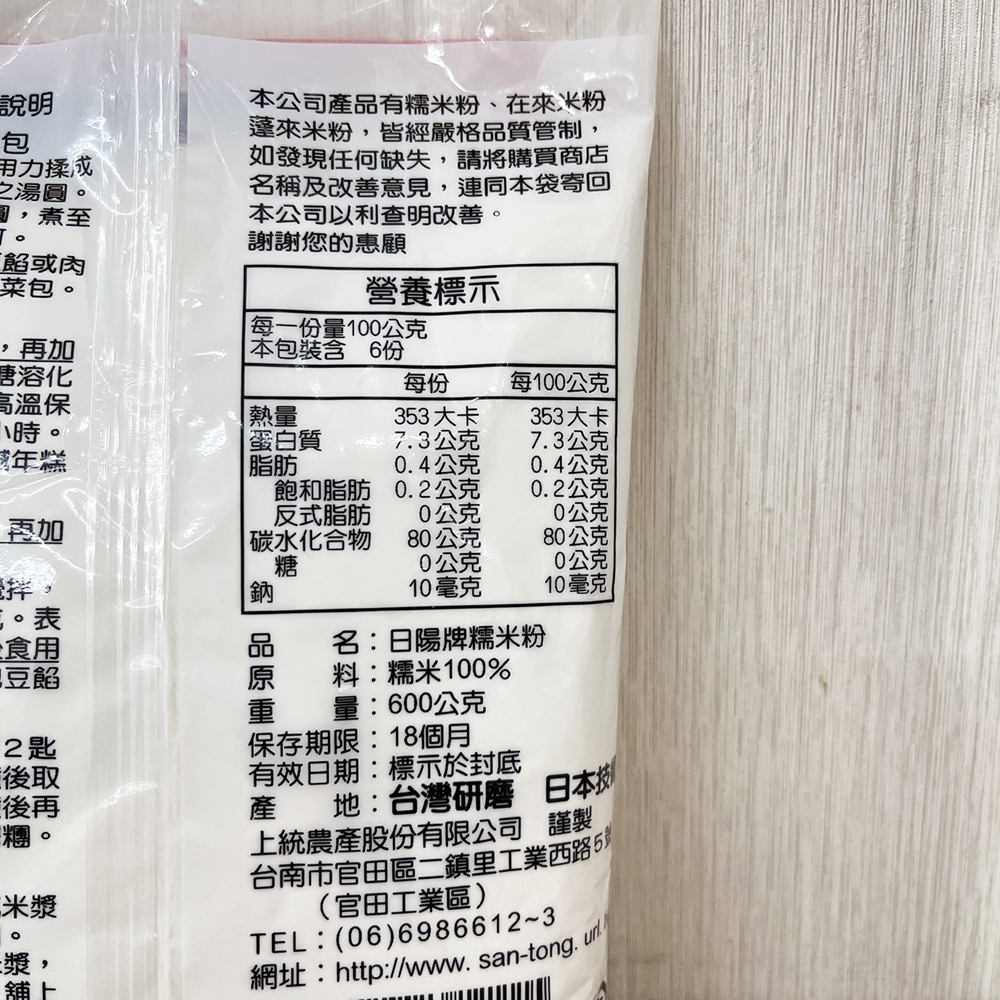 說明
包
用力揉成
之湯圓。
圓，煮至
餡或肉
菜包。
，再加
糖溶化
高溫保
小時。
年糕
再加
攪拌，
。表
食用
豆餡
2匙
後取
後再
糰。
米漿
。
漿，
舖上
本公司產品有糯米粉、在來米粉
蓬來米粉，皆經嚴格品質管制，
如發現任何缺失，請將購買商店
名稱及改善意見，連同本袋寄回
本公司以利查明改善。
謝謝您的惠顧
營養標示
每一份量100公克
本包裝含 6份
每份 每100公克
熱量 353大卡 353大卡
蛋白質 7.3公克 7.3公克
脂肪 0.4公克 0.4公克
飽和脂肪 0.2公克 0.2公克
反式脂肪 0公克 0公克
碳水化合物 80公克 80公克
糖 0公克 0公克
鈉 10毫克 10毫克
品 名：日陽牌糯米粉
原 料：糯米100%
重 量：600公克
保存期限：18個月
有效日期：標示於封底
產 地：台灣研磨 日本技
上統農產股份有限公司 謹製
台南市官田區二鎮里工業西路5號
（官田工業區）
TEL：(06)6986612~3
網址：http://www. san-tong. url.